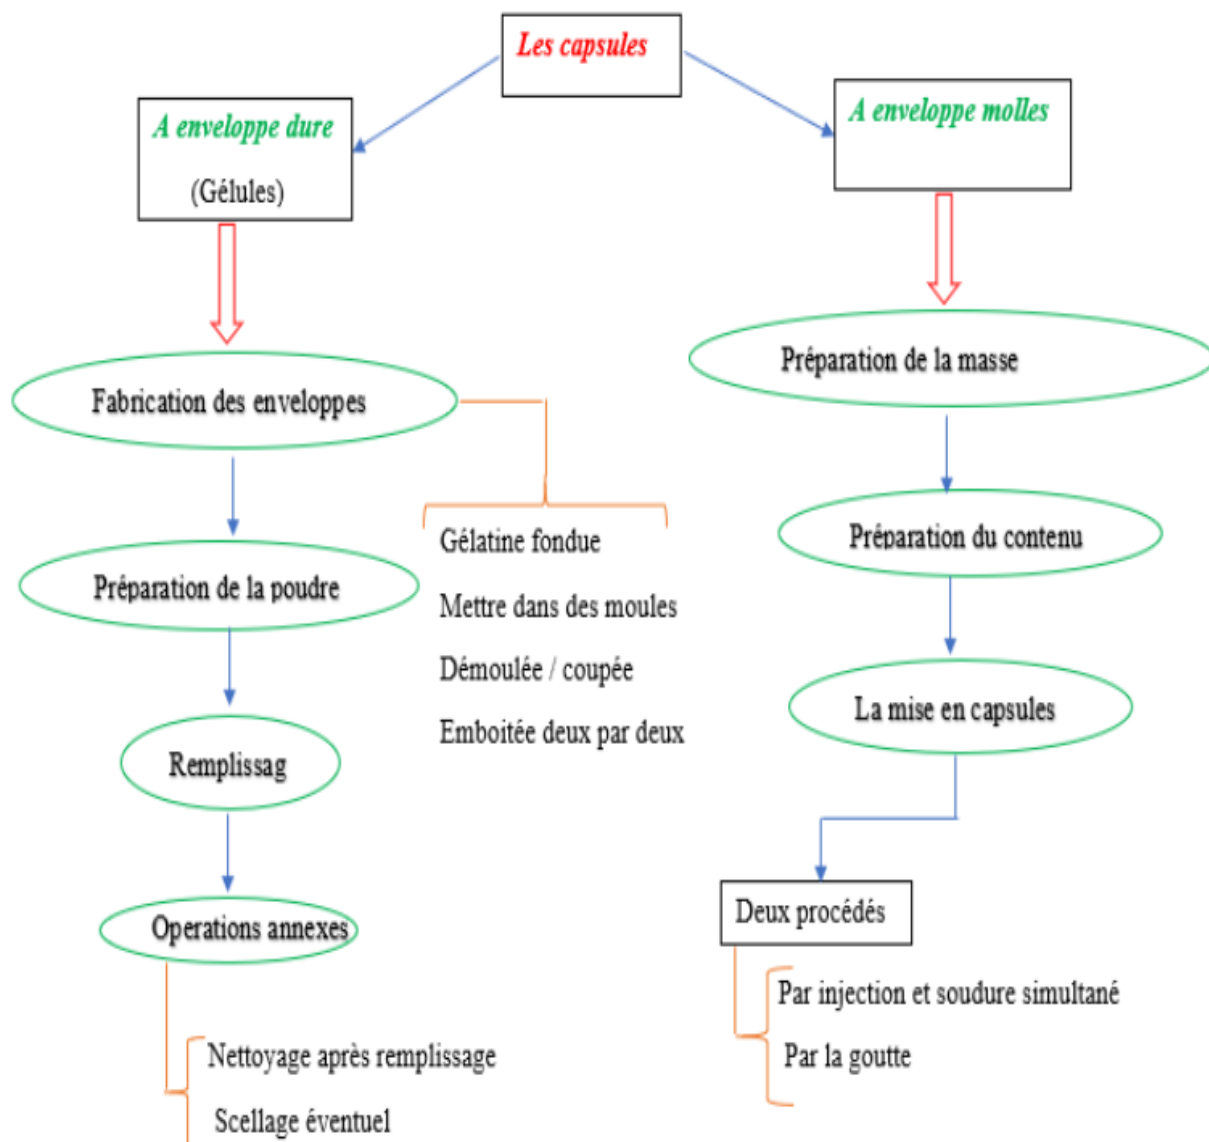 Les capsules
A enveloppe dure
(Gélules)
A enveloppe molles
Fabrication des enveloppes
Gélatine fondue
Mettre dans des moules
Démoulée / coupée
Emboitée deux par deux
Préparation de la poudre
Remplissag
Operations annexes
Nettoyage après remplissage
Scellage éventuel
Préparation de la masse
Préparation du contenu
La mise en capsules
Deux procédés
Par injection et soudure simultané
Par la goutte